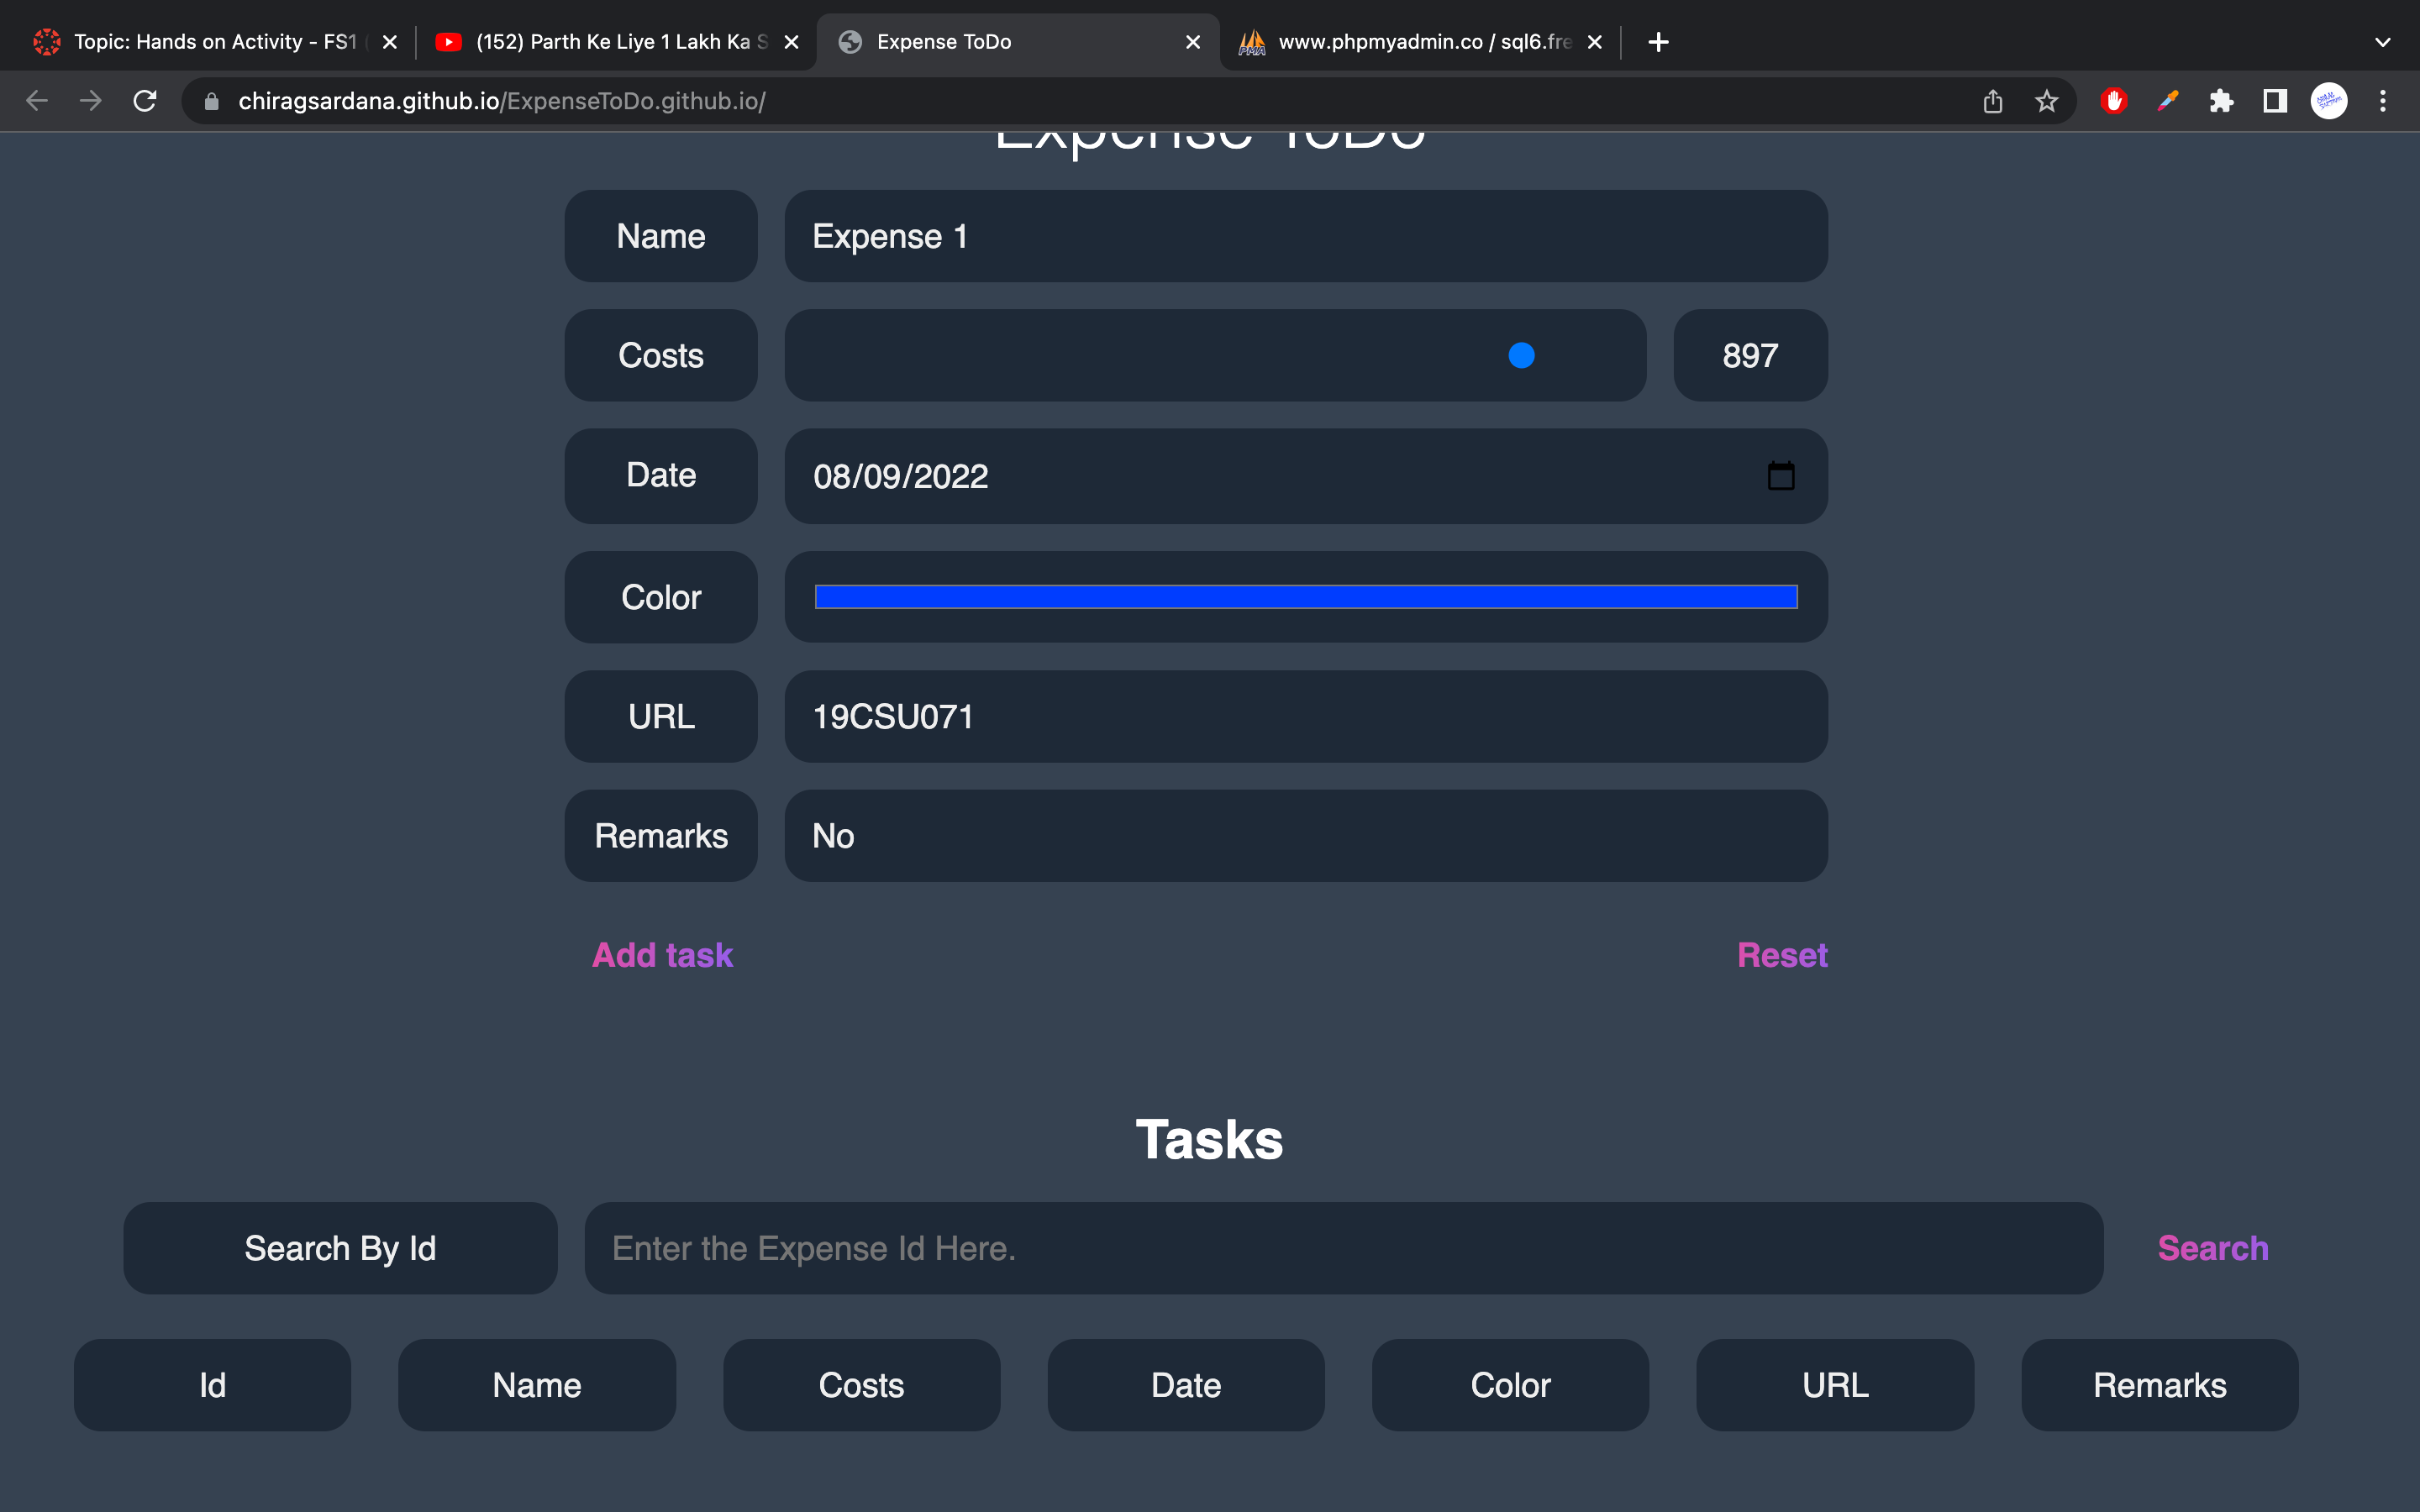 Topic: Hands on Activity - FS1
(152) Parth Ke Liye 1 Lakh Ka S
Expense ToDo
www.phpmyadmin.co / sql6.fre
chiragsardana.github.io/ExpenseToDo.github.io/
Expense ToDo
Name
Expense 1
Costs
897
Date
08/09/2022
Color
URL
19CSU071
Remarks
No
Add task
Reset
Tasks
Search By Id
Enter the Expense Id Here.
Search
Id
Name
Costs
Date
Color
URL
Remarks